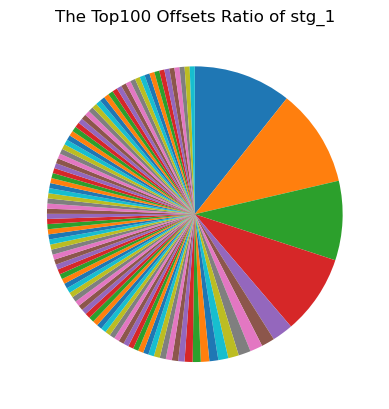 The Top100 Offsets Ratio of stg_1